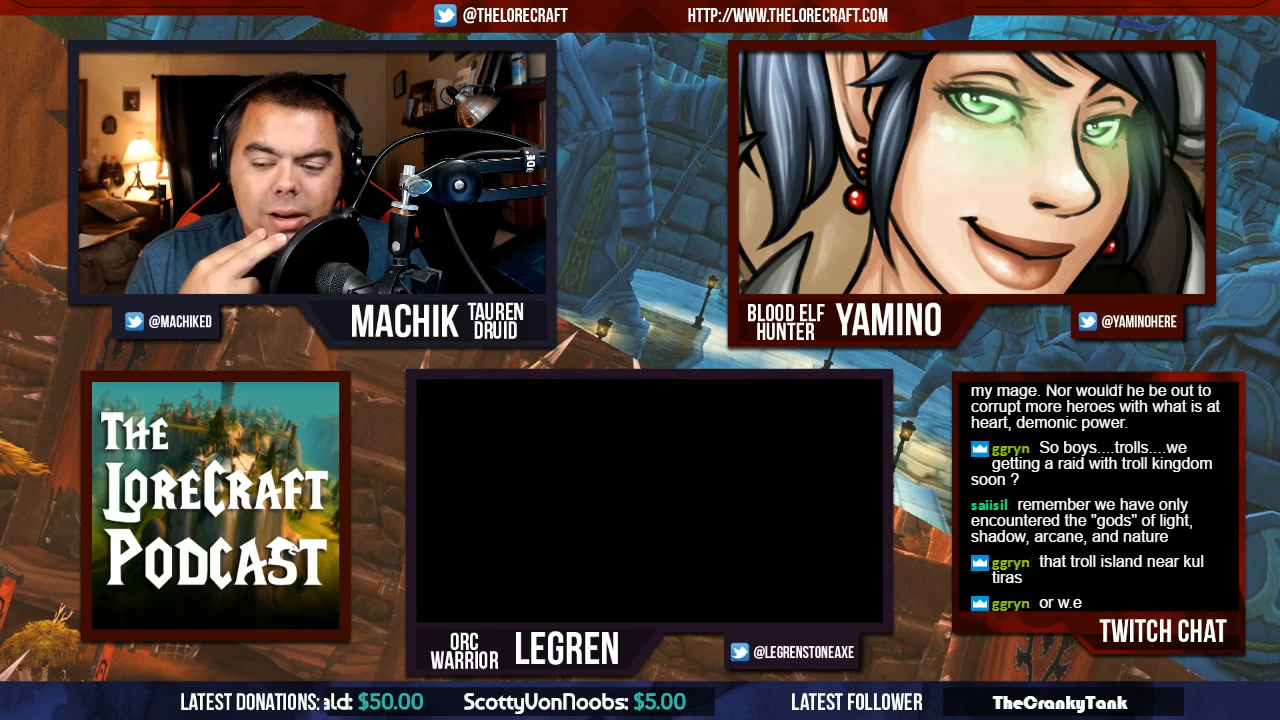 @THELORECRAFT
HTTP://WWW.THELORECRAFT.COM
@MACHIKED
MACHIK
TAUREN
DRUID
BLOOD ELF
HUNTER
YAMINO
@YAMINOHERE
THE
LORECRAFT
PODCAST
ORC
WARRIOR
LEGREN
@LEGRENSTONEAXE
my mage. Nor wouldf he be out to
corrupt more heroes with what is at
heart, demonic power.
ggryn So boys....trolls....we
getting a raid with troll kingdom
soon ?
saiisil remember we have only
encountered the "gods" of light,
shadow, arcane, and nature
ggryn that troll island near kul
tiras
ggryn or w.e
TWITCH CHAT
LATEST DONATIONS: ald: $50.00 ScottyVonNoobs: $5.00
LATEST FOLLOWER TheCrankyTank